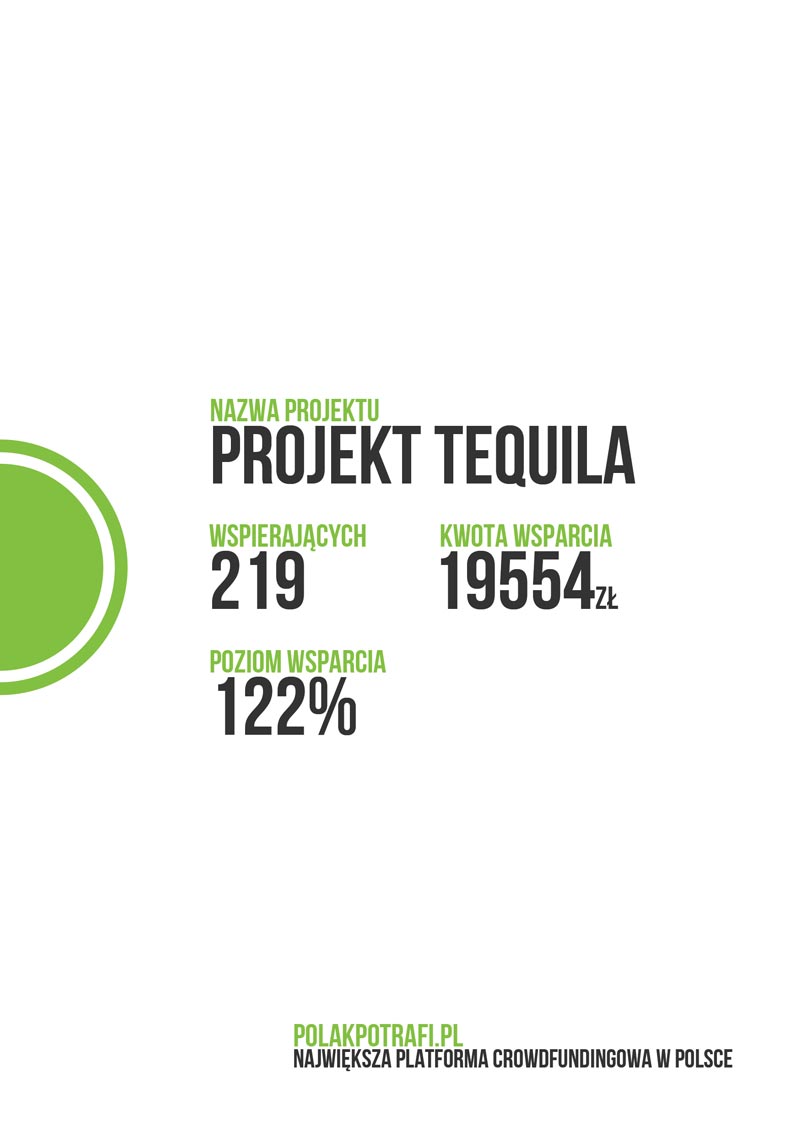 NAZWA PROJEKTU
PROJEKT TEQUILA
WSPIERAJĄCYCH
219
KWOTA WSPARCIA
19554ZŁ
POZIOM WSPARCIA
122%
POLAKPOTRAFI.PL
NAJWIĘKSZA PLATFORMA CROWDFUNDINGOWA W POLSCE